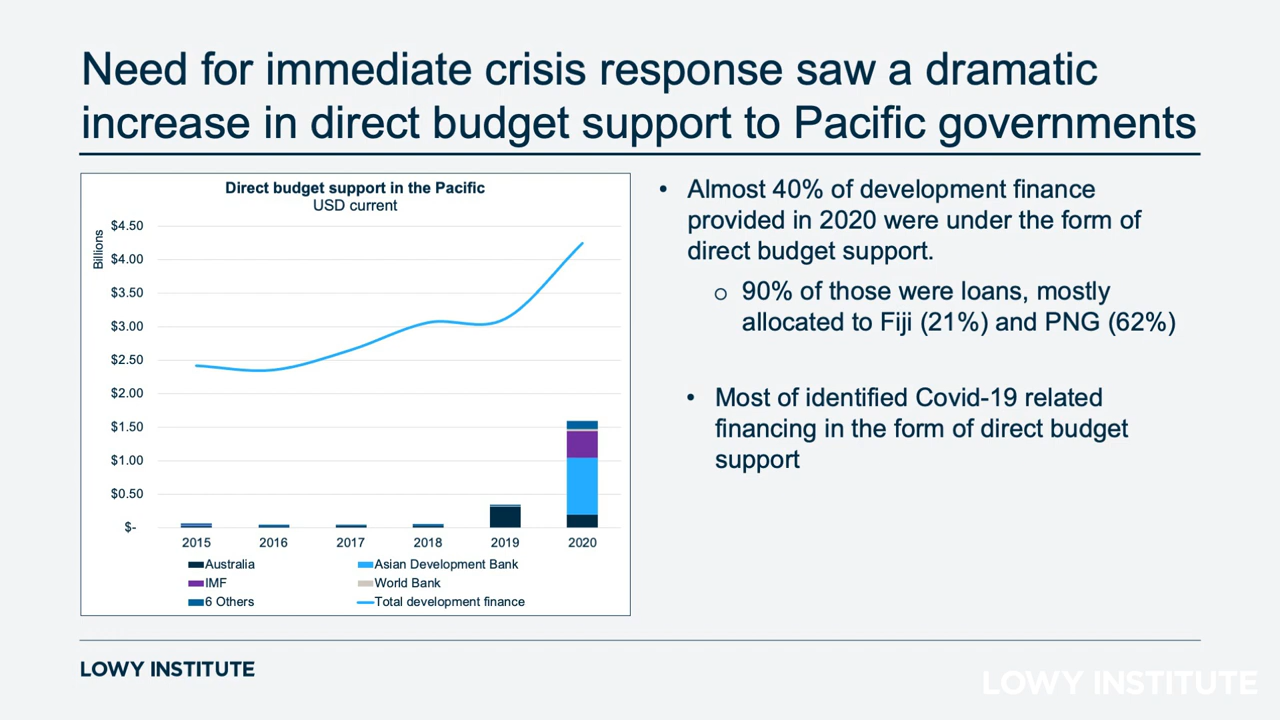 Need for immediate crisis response saw a dramatic
increase in direct budget support to Pacific governments
Direct budget support in the Pacific
USD current
Billions
$4.50
$4.00
$3.50
$3.00
$2.50
$2.00
$1.50
$1.00
$0.50
$-
2015 2016 2017 2018 2019 2020
Australia Asian Development Bank
IMF World Bank
6 Others Total development finance
• Almost 40% of development finance
provided in 2020 were under the form of
direct budget support.
o 90% of those were loans, mostly
allocated to Fiji (21%) and PNG (62%)
• Most of identified Covid-19 related
financing in the form of direct budget
support
LOWY INSTITUTE
LOWY INSTITUTE